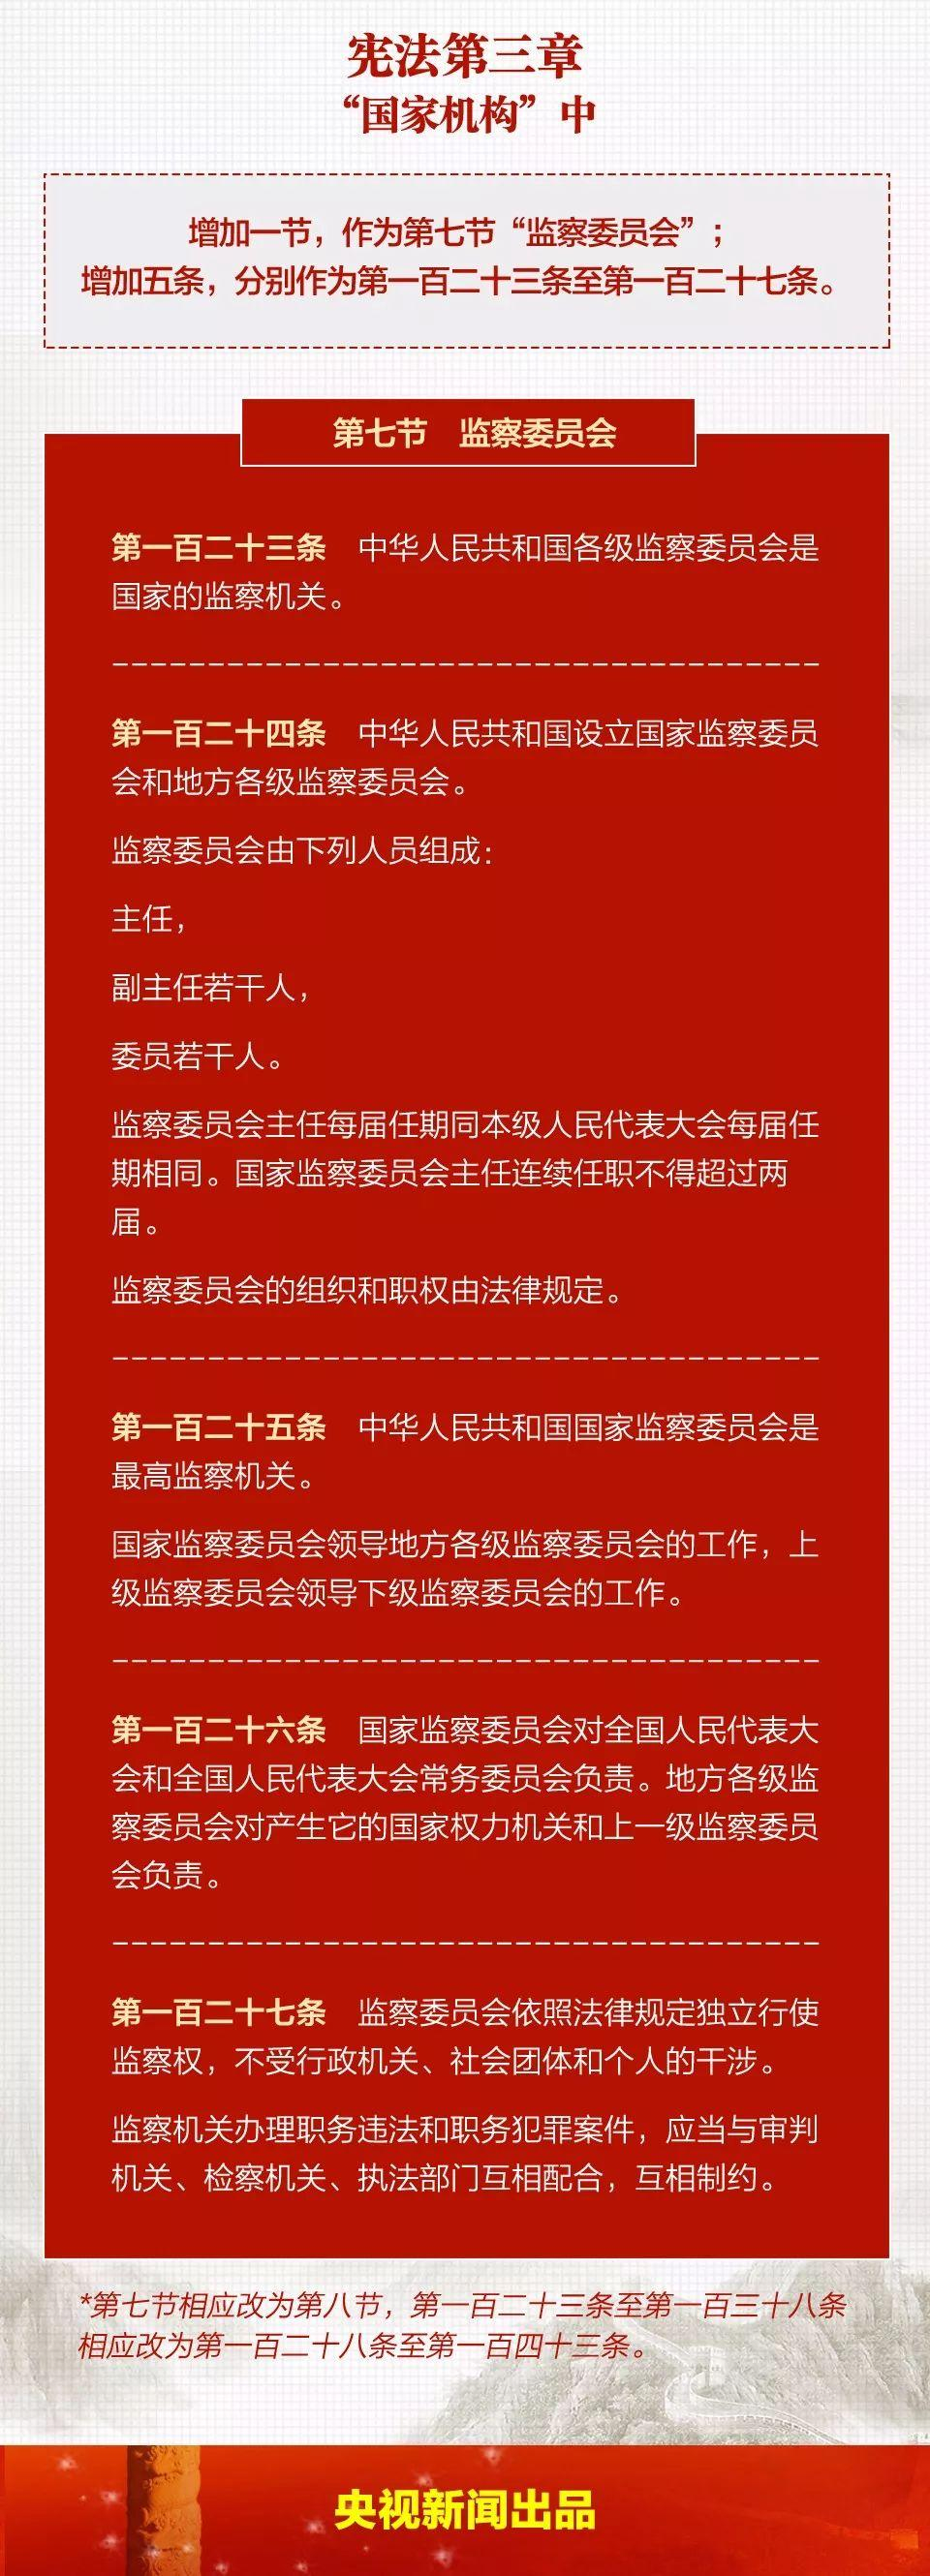 宪法第三章
“国家机构”中
增加一节，作为第七节“监察委员会”；
增加五条，分别作为第一百二十三条至第一百二十七条。
第七节　监察委员会
第一百二十三条　中华人民共和国各级监察委员会是
国家的监察机关。
第一百二十四条　中华人民共和国设立国家监察委员
会和地方各级监察委员会。
监察委员会由下列人员组成：
主任，
副主任若干人，
委员若干人。
监察委员会主任每届任期同本级人民代表大会每届任
期相同。国家监察委员会主任连续任职不得超过两
届。
监察委员会的组织和职权由法律规定。
第一百二十五条　中华人民共和国国家监察委员会是
最高监察机关。
国家监察委员会领导地方各级监察委员会的工作，上
级监察委员会领导下级监察委员会的工作。
第一百二十六条　国家监察委员会对全国人民代表大
会和全国人民代表大会常务委员会负责。地方各级监
察委员会对产生它的国家权力机关和上一级监察委员
会负责。
第一百二十七条　监察委员会依照法律规定独立行使
监察权，不受行政机关、社会团体和个人的干涉。
监察机关办理职务违法和职务犯罪案件，应当与审判
机关、检察机关、执法部门互相配合，互相制约。
*第七节相应改为第八节，第一百二十三条至第一百三十八条
相应改为第一百二十八条至第一百四十三条。
央视新闻出品